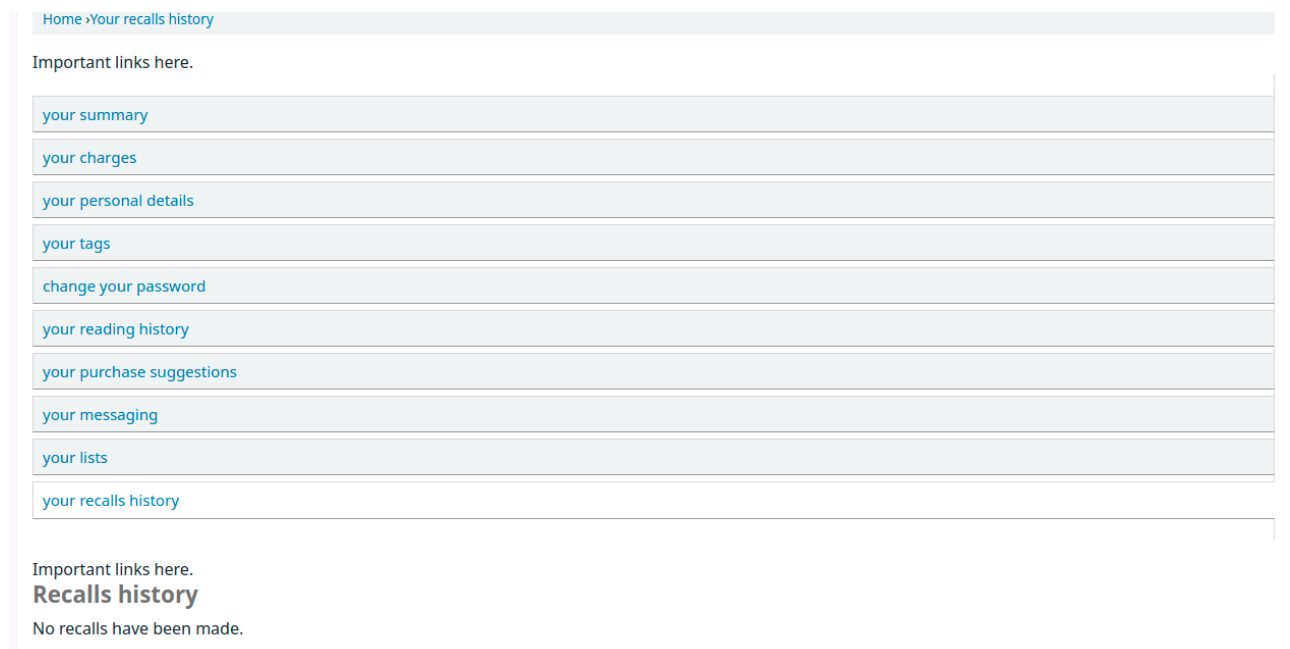 Home ›Your recalls history
Important links here.
your summary
your charges
your personal details
your tags
change your password
your reading history
your purchase suggestions
your messaging
your lists
your recalls history
Important links here.
Recalls history
No recalls have been made.